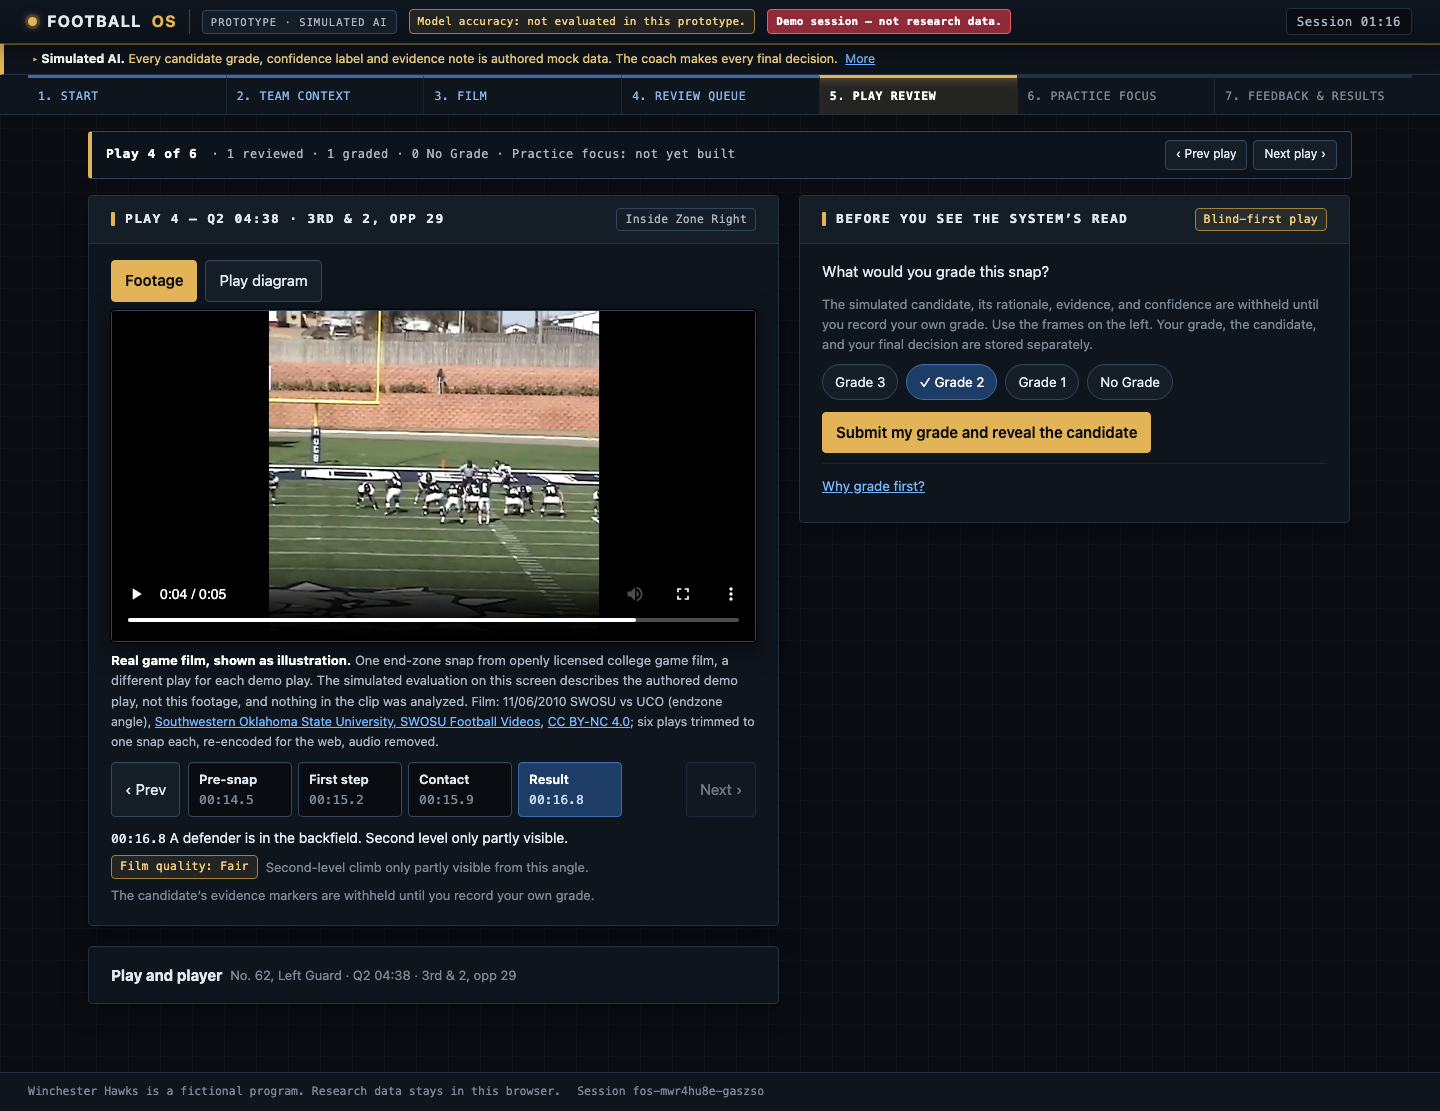 FOOTBALL OS
PROTOTYPE · SIMULATED AI
Model accuracy: not evaluated in this prototype.
Demo session — not research data.
Session 01:16
▸ Simulated AI. Every candidate grade, confidence label and evidence note is authored mock data. The coach makes every final decision. More
1. START
2. TEAM CONTEXT
3. FILM
4. REVIEW QUEUE
5. PLAY REVIEW
6. PRACTICE FOCUS
7. FEEDBACK & RESULTS
Play 4 of 6 · 1 reviewed · 1 graded · 0 No Grade · Practice focus: not yet built
‹ Prev play
Next play ›
PLAY 4 — Q2 04:38 · 3RD & 2, OPP 29
Inside Zone Right
Footage
Play diagram
0:04 / 0:05
Real game film, shown as illustration. One end-zone snap from openly licensed college game film, a
different play for each demo play. The simulated evaluation on this screen describes the authored demo
play, not this footage, and nothing in the clip was analyzed. Film: 11/06/2010 SWOSU vs UCO (endzone
angle), Southwestern Oklahoma State University, SWOSU Football Videos, CC BY-NC 4.0; six plays trimmed to
one snap each, re-encoded for the web, audio removed.
‹ Prev
Pre-snap
00:14.5
First step
00:15.2
Contact
00:15.9
Result
00:16.8
Next ›
00:16.8 A defender is in the backfield. Second level only partly visible.
Film quality: Fair
Second-level climb only partly visible from this angle.
The candidate's evidence markers are withheld until you record your own grade.
Play and player No. 62, Left Guard · Q2 04:38 · 3rd & 2, opp 29
BEFORE YOU SEE THE SYSTEM'S READ
Blind-first play
What would you grade this snap?
The simulated candidate, its rationale, evidence, and confidence are withheld until
you record your own grade. Use the frames on the left. Your grade, the candidate,
and your final decision are stored separately.
Grade 3
✓ Grade 2
Grade 1
No Grade
Submit my grade and reveal the candidate
Why grade first?
Winchester Hawks is a fictional program. Research data stays in this browser. Session fos-mwr4hu8e-gaszso